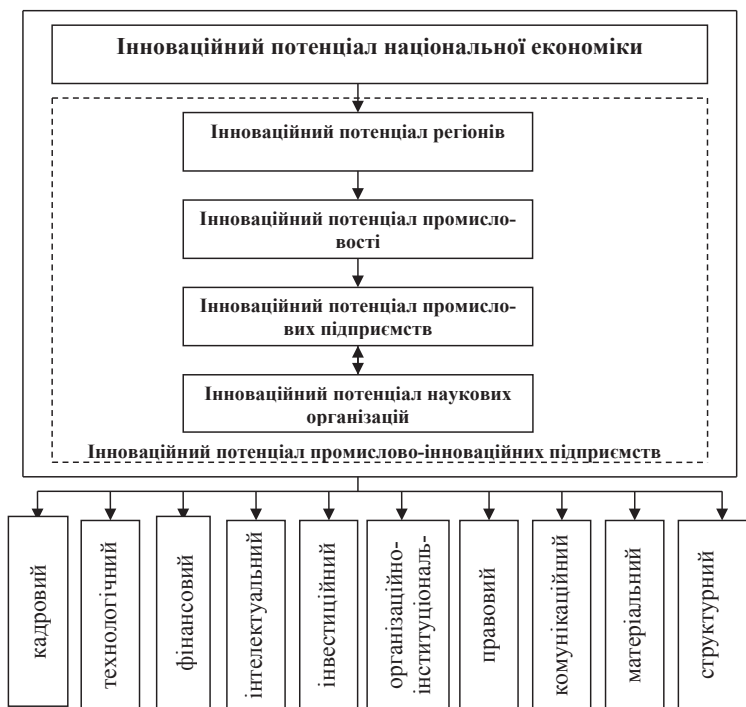 Інноваційний потенціал національної економіки
Інноваційний потенціал регіонів
Інноваційний потенціал промисло-
вості
Інноваційний потенціал промисло-
вих підприємств
Інноваційний потенціал наукових
організацій
Інноваційний потенціал промислово-інноваційних підприємств
кадровий
технологічний
фінансовий
інтелектуальний
інвестиційний
організаційно-
інституціональ-
правовий
комунікаційний
матеріальний
структурний